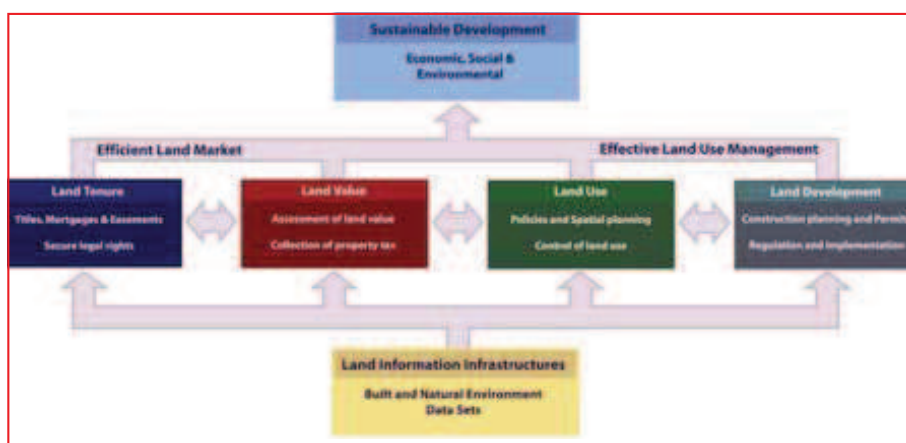 Sustainable Development
Economic, Social &
Environmental
Efficient Land Market
Effective Land Use Management
Land Tenure
Titles, Mortgages & Easements
Secure legal rights
Land Value
Assessment of land value
Collection of property tax
Land Use
Policies and Spatial planning
Control of land use
Land Development
Construction planning and Permit
Regulation and Implementation
Land Information Infrastructures
Built and Natural Environment
Data Sets